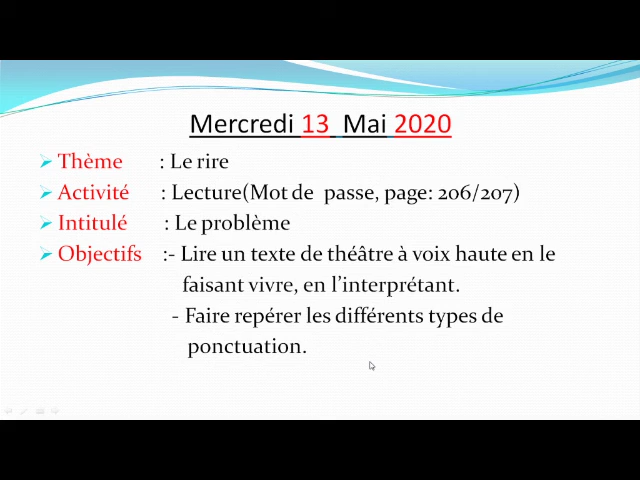 Mercredi 13 Mai 2020
Thème : Le rire
Activité : Lecture(Mot de passe, page: 206/207)
Intitulé : Le problème
Objectifs :- Lire un texte de théâtre à voix haute en le
faisant vivre, en l’interprétant.
- Faire repérer les différents types de
ponctuation.